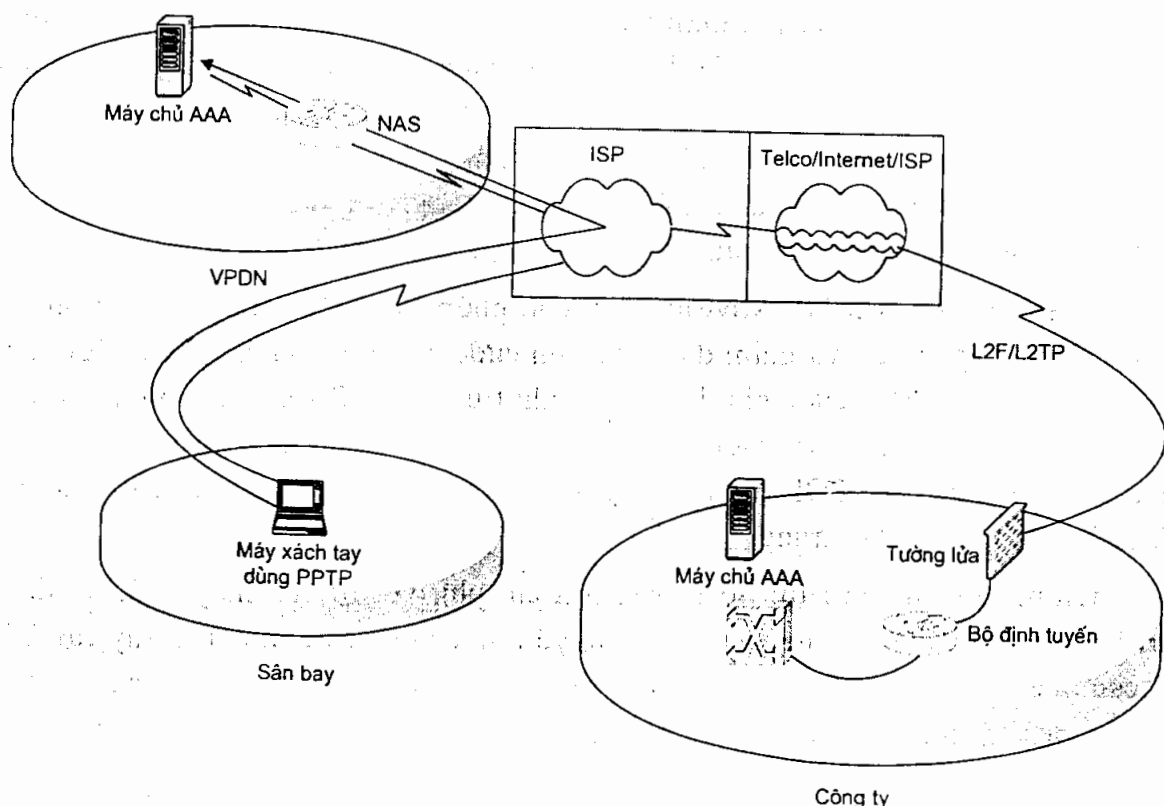 Máy chủ AAA
NAS
ISP
Telco/Internet/ISP
VPDN
L2F/L2TP
Máy xách tay
dùng PPTP
Sân bay
Máy chủ AAA
Tường lửa
Bộ định tuyến
Công ty